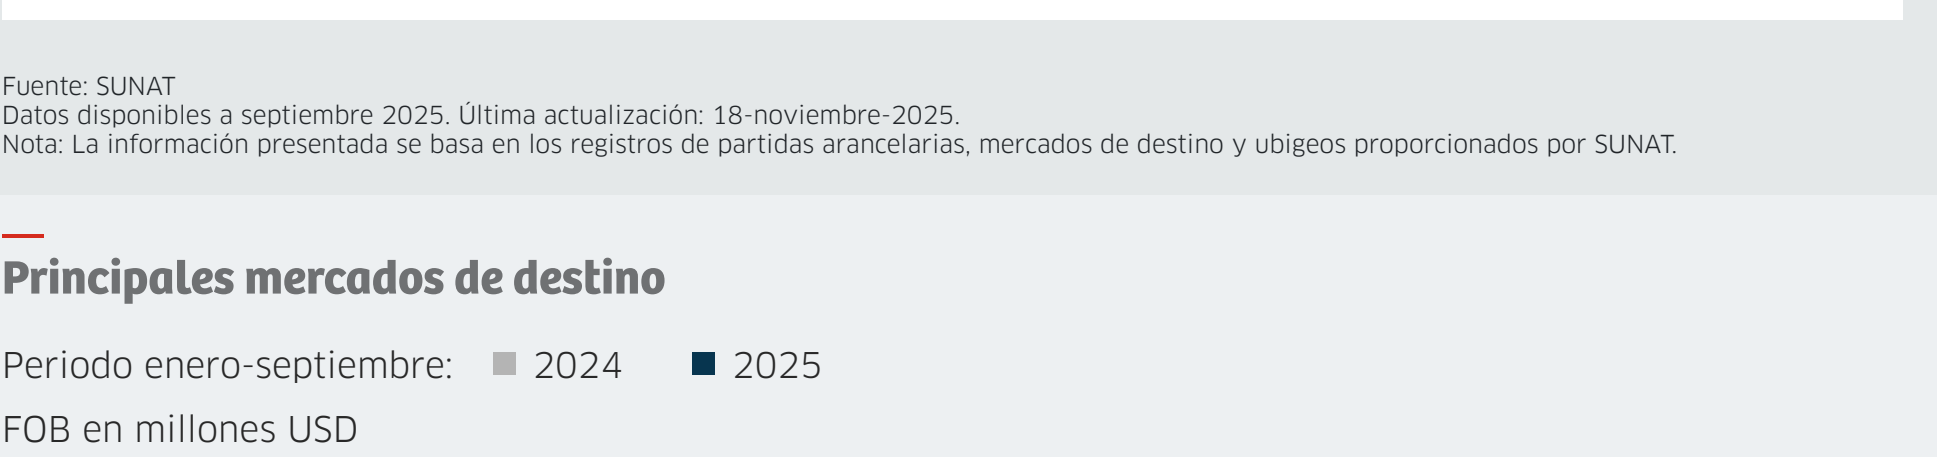 Fuente: SUNAT
Datos disponibles a septiembre 2025. Última actualización: 18-noviembre-2025.
Nota: La información presentada se basa en los registros de partidas arancelarias, mercados de destino y ubigeos proporcionados por SUNAT.
Principales mercados de destino
Periodo enero-septiembre: 2024 2025
FOB en millones USD